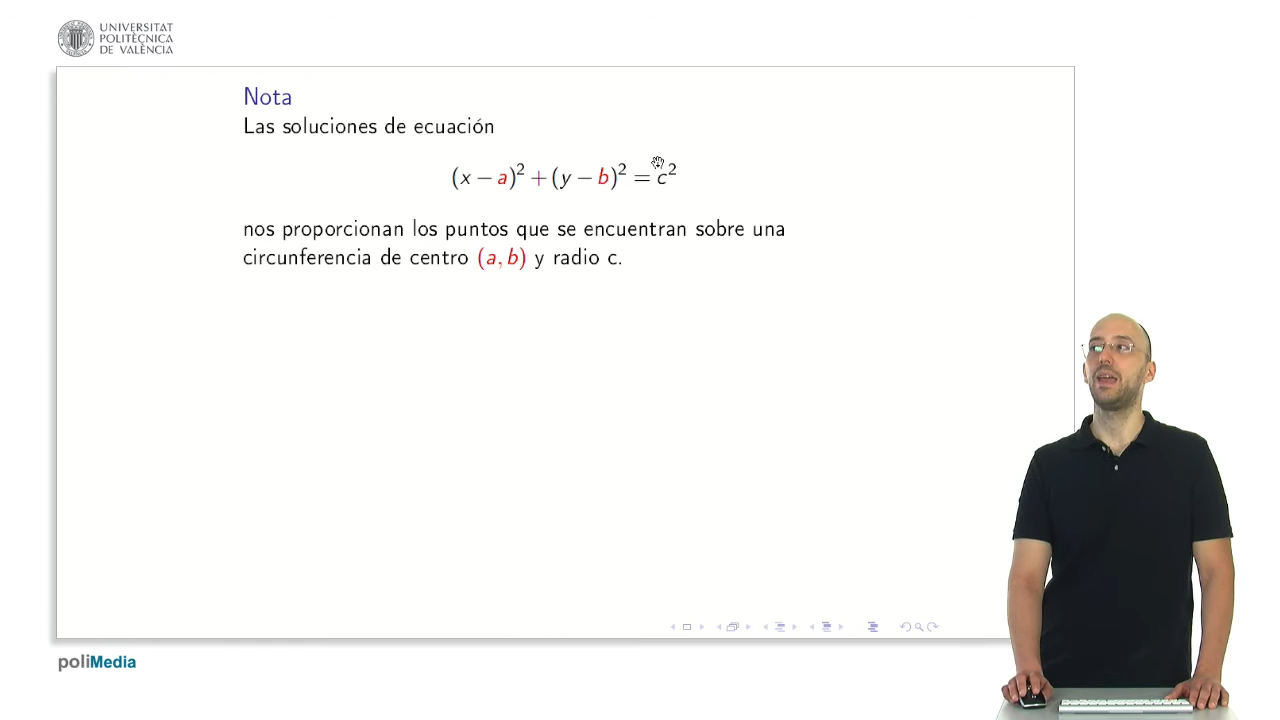 UNIVERSITAT
POLITÈCNICA
DE VALÈNCIA
Nota
Las soluciones de ecuación
(x − a)² + (y − b)² = c²
nos proporcionan los puntos que se encuentran sobre una
circunferencia de centro (a, b) y radio c.
poliMedia